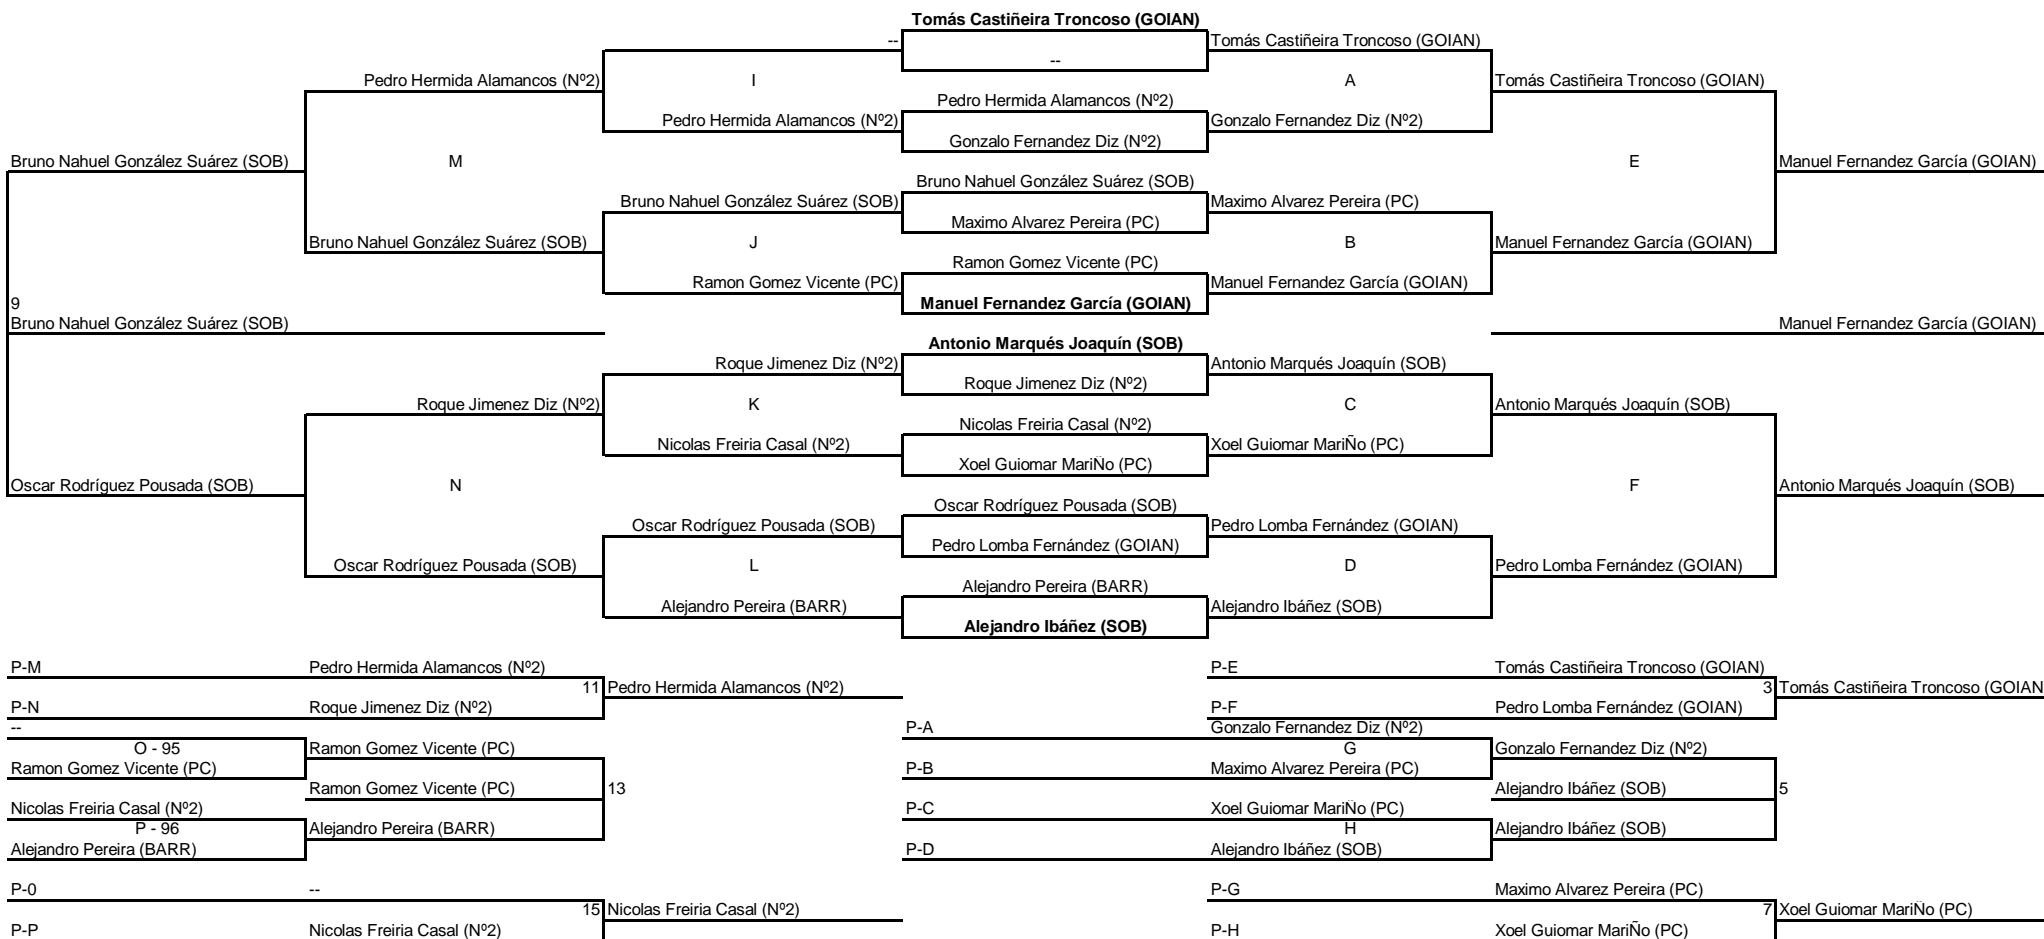 Tomás Castiñeira Troncoso (GOIAN)
-- Tomás Castiñeira Troncoso (GOIAN)
--
Pedro Hermida Alamancos (Nº2) I A Tomás Castiñeira Troncoso (GOIAN)
Pedro Hermida Alamancos (Nº2)
Pedro Hermida Alamancos (Nº2) Gonzalo Fernandez Diz (Nº2)
Gonzalo Fernandez Diz (Nº2)
Bruno Nahuel González Suárez (SOB) M E Manuel Fernandez García (GOIAN)
Bruno Nahuel González Suárez (SOB)
Bruno Nahuel González Suárez (SOB) Maximo Alvarez Pereira (PC)
Maximo Alvarez Pereira (PC)
Bruno Nahuel González Suárez (SOB) J B Manuel Fernandez García (GOIAN)
Ramon Gomez Vicente (PC)
Ramon Gomez Vicente (PC) Manuel Fernandez García (GOIAN)
9 Manuel Fernandez García (GOIAN)
Bruno Nahuel González Suárez (SOB) Manuel Fernandez García (GOIAN)
Antonio Marqués Joaquín (SOB)
Roque Jimenez Diz (Nº2) Antonio Marqués Joaquín (SOB)
Roque Jimenez Diz (Nº2)
Roque Jimenez Diz (Nº2) K C Antonio Marqués Joaquín (SOB)
Nicolas Freiria Casal (Nº2)
Nicolas Freiria Casal (Nº2) Xoel Guiomar MariÑo (PC)
Xoel Guiomar MariÑo (PC)
Oscar Rodríguez Pousada (SOB) N F Antonio Marqués Joaquín (SOB)
Oscar Rodríguez Pousada (SOB)
Oscar Rodríguez Pousada (SOB) Pedro Lomba Fernández (GOIAN)
Pedro Lomba Fernández (GOIAN)
Oscar Rodríguez Pousada (SOB) L D Pedro Lomba Fernández (GOIAN)
Alejandro Pereira (BARR)
Alejandro Pereira (BARR) Alejandro Ibáñez (SOB)
Alejandro Ibáñez (SOB)
P-M Pedro Hermida Alamancos (Nº2) P-E Tomás Castiñeira Troncoso (GOIAN)
11 Pedro Hermida Alamancos (Nº2) 3 Tomás Castiñeira Troncoso (GOIAN
P-N Roque Jimenez Diz (Nº2) P-F Pedro Lomba Fernández (GOIAN)
-- P-A Gonzalo Fernandez Diz (Nº2)
O - 95 Ramon Gomez Vicente (PC) G Gonzalo Fernandez Diz (Nº2)
Ramon Gomez Vicente (PC) P-B Maximo Alvarez Pereira (PC)
Ramon Gomez Vicente (PC) 13 Alejandro Ibáñez (SOB) 5
Nicolas Freiria Casal (Nº2) P-C Xoel Guiomar MariÑo (PC)
P - 96 Alejandro Pereira (BARR) H Alejandro Ibáñez (SOB)
Alejandro Pereira (BARR) P-D Alejandro Ibáñez (SOB)
P-0 -- P-G Maximo Alvarez Pereira (PC)
15 Nicolas Freiria Casal (Nº2) 7 Xoel Guiomar MariÑo (PC)
P-P Nicolas Freiria Casal (Nº2) P-H Xoel Guiomar MariÑo (PC)